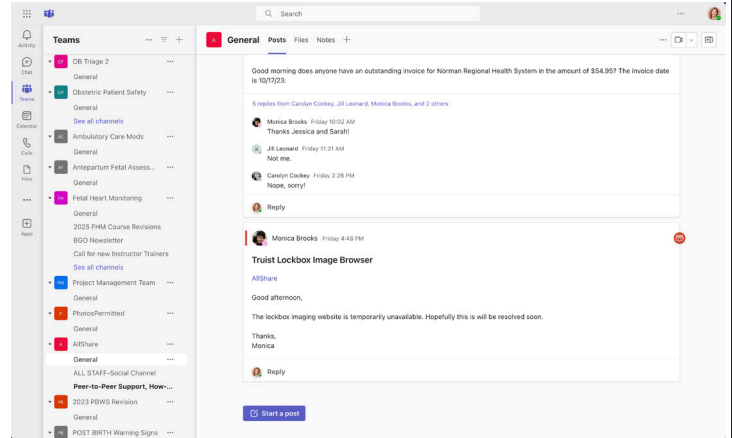 Search
Activity
Chat
Teams
Calendar
Calls
Files
Apps
Teams
OT
OB Triage 2
General
OP
Obstetric Patient Safety
General
See all channels
AC
Ambulatory Care Mods
General
AF
Antepartum Fetal Assess...
General
FH
Fetal Heart Monitoring
General
2025 FHM Course Revisions
BGO Newsletter
Call for new Instructor Trainers
See all channels
PM
Project Management Team
General
P
PhotosPermitted
General
A
AllShare
General
ALL STAFF-Social Channel
Peer-to-Peer Support, How-...
2023 PBWS Revision
General
POST BIRTH Warning Signs
A
General
Posts
Files
Notes
Good morning does anyone have an outstanding invoice for Norman Regional Health System in the amount of $54.95? The invoice date
is 10/17/23.
5 replies from Carolyn Cockey, Jill Leonard, Monica Brooks, and 2 others
Monica Brooks Friday 10:02 AM
Thanks Jessica and Sarah!
Jill Leonard Friday 11:31 AM
Not me.
Carolyn Cockey Friday 2:26 PM
Nope, sorry!
Reply
Monica Brooks Friday 4:48 PM
Truist Lockbox Image Browser
AllShare
Good afternoon,
The lockbox imaging website is temporarily unavailable. Hopefully this is will be resolved soon.
Thanks,
Monica
Reply
Start a post